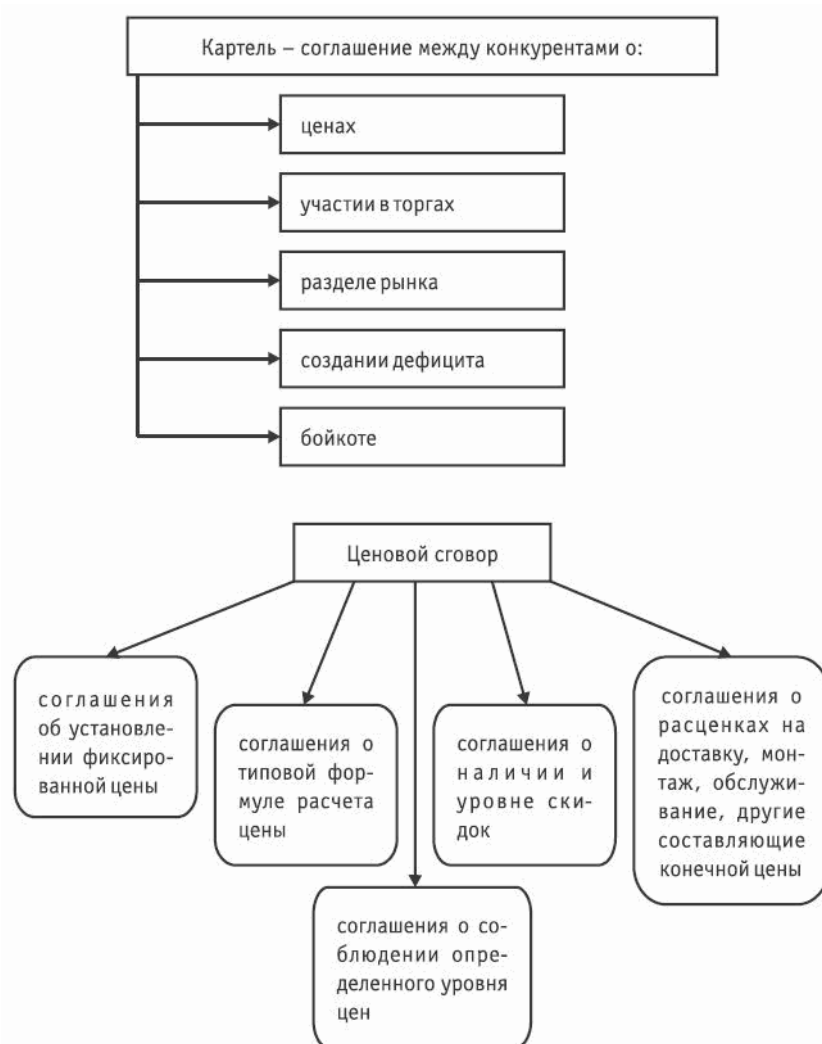 Картель – соглашение между конкурентами о:
ценах
участии в торгах
разделе рынка
создании дефицита
бойкоте
Ценовой сговор
соглашения
об установле-
нии фиксиро-
ванной цены
соглашения о
типовой фор-
муле расчета
цены
соглашения о со-
блюдении опре-
деленного уровня
цен
соглашения о
наличии и
уровне ски-
док
соглашения о
расценках на
доставку, мон-
таж, обслужи-
вание, другие
составляющие
конечной цены